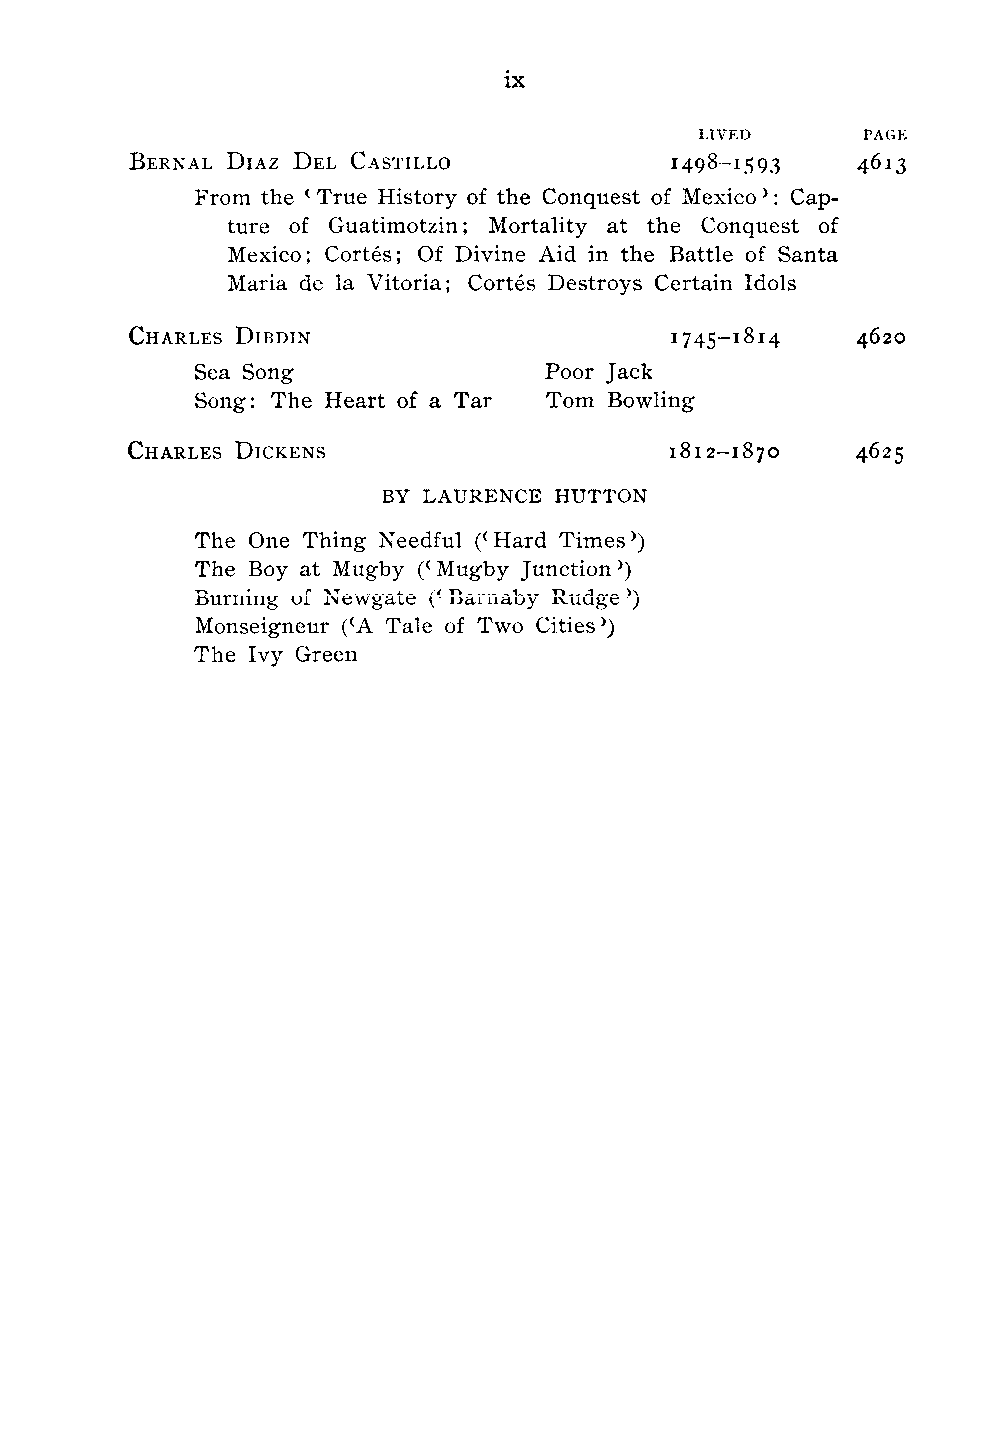 ix
LIVED PAGE
BERNAL DIAZ DEL CASTILLO 1498–1593 4613
From the ‘True History of the Conquest of Mexico’: Cap-
ture of Guatimotzin; Mortality at the Conquest of
Mexico; Cortés; Of Divine Aid in the Battle of Santa
Maria de la Vitoria; Cortés Destroys Certain Idols
CHARLES DIBDIN 1745–1814 4620
Sea Song Poor Jack
Song: The Heart of a Tar Tom Bowling
CHARLES DICKENS 1812–1870 4625
BY LAURENCE HUTTON
The One Thing Needful (‘Hard Times’)
The Boy at Mugby (‘Mugby Junction’)
Burning of Newgate (‘Barnaby Rudge’)
Monseigneur (‘A Tale of Two Cities’)
The Ivy Green